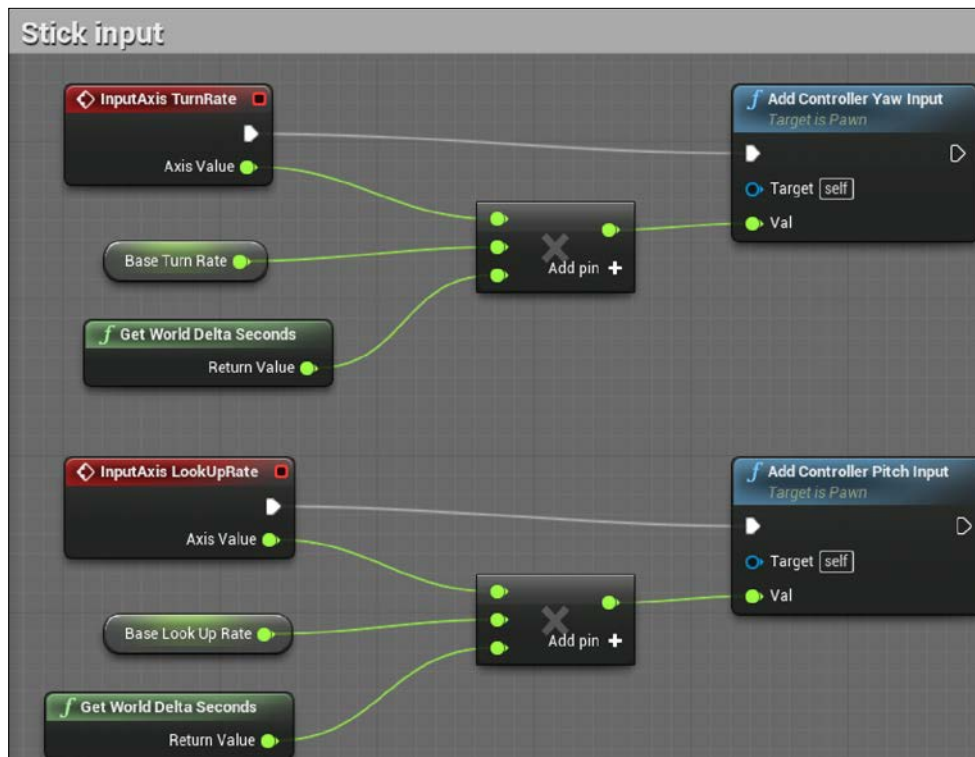 Stick input
InputAxis TurnRate
Axis Value
Base Turn Rate
f Get World Delta Seconds
Return Value
Add pin
f Add Controller Yaw Input
Target is Pawn
Target self
Val
InputAxis LookUpRate
Axis Value
Base Look Up Rate
f Get World Delta Seconds
Return Value
Add pin
f Add Controller Pitch Input
Target is Pawn
Target self
Val